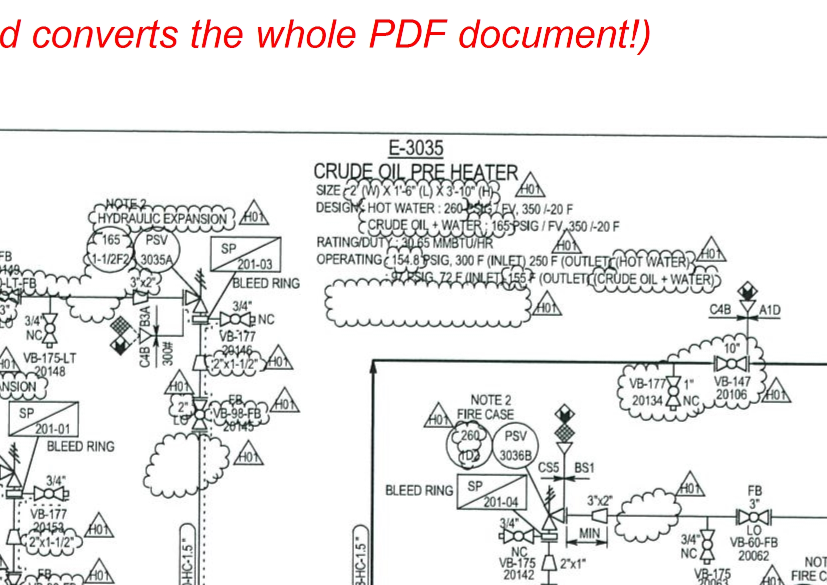 d converts the whole PDF document!)
E-3035
CRUDE OIL PRE HEATER
SIZE : 2' (W) X 1'-6" (L) X 3'-10" (H)
H01
DESIGN: HOT WATER : 260 PSIG / FV, 350 /-20 F
CRUDE OIL + WATER : 165 PSIG / FV, 350 /-20 F
RATING/DUTY : 30.65 MMBTU/HR
H01
OPERATING : 154.8 PSIG, 300 F (INLET) 250 F (OUTLET) (HOT WATER)
H01
: 97 PSIG, 72 F (INLET) 155 F (OUTLET) (CRUDE OIL + WATER)
H01
NOTE 2
HYDRAULIC EXPANSION
H01
165
1-1/2F2
PSV
3035A
SP
201-03
BLEED RING
FB
-LT-FB
3"
LO
3"x2"
3/4"
NC
VB-175-LT
20148
B3A
C4B
300#
3/4"
NC
VB-177
20146
2"x1-1/2"
H01
H01
2"
LO
FB
VB-98-FB
20145
H01
H01
H01
ANSION
SP
201-01
BLEED RING
3/4"
VB-177
20153
H01
2"x1-1/2"
H01
FB
-HC-1.5"
-HC-1.5"
C4B
A1D
10"
VB-147
20106
H01
VB-177
20134
1"
NC
NOTE 2
FIRE CASE
H01
260
1D2
PSV
3036B
CS5
BS1
BLEED RING
SP
201-04
3"x2"
MIN
H01
FB
3"
LO
VB-60-FB
20062
3/4"
NC
VB-175
20142
2"x1"
3/4"
NC
VB-175
H01
NO
FIRE C